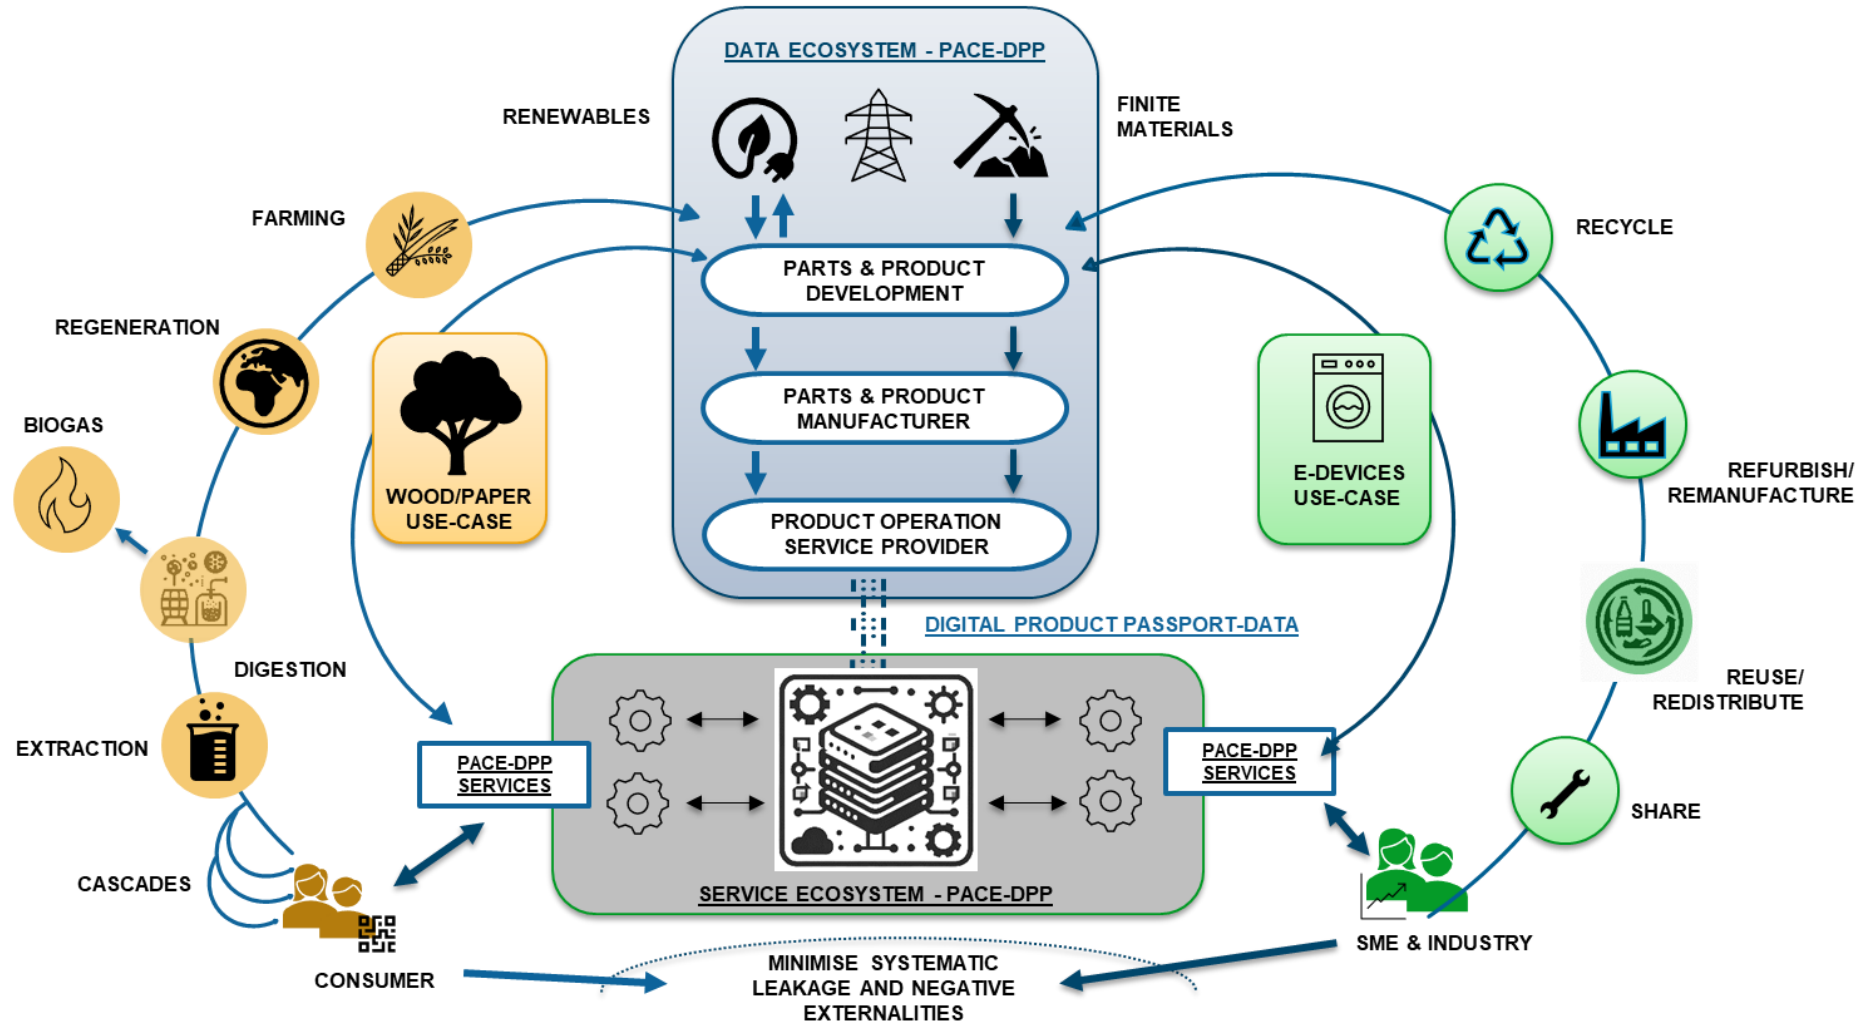 DATA ECOSYSTEM - PACE-DPP
RENEWABLES
FINITE
MATERIALS
FARMING
RECYCLE
PARTS & PRODUCT
DEVELOPMENT
REGENERATION
BIOGAS
PARTS & PRODUCT
MANUFACTURER
WOOD/PAPER
USE-CASE
E-DEVICES
USE-CASE
REFURBISH/
REMANUFACTURE
PRODUCT OPERATION
SERVICE PROVIDER
DIGITAL PRODUCT PASSPORT-DATA
DIGESTION
REUSE/
REDISTRIBUTE
EXTRACTION
PACE-DPP
SERVICES
PACE-DPP
SERVICES
SHARE
CASCADES
SERVICE ECOSYSTEM - PACE-DPP
CONSUMER
SME & INDUSTRY
MINIMISE SYSTEMATIC
LEAKAGE AND NEGATIVE
EXTERNALITIES